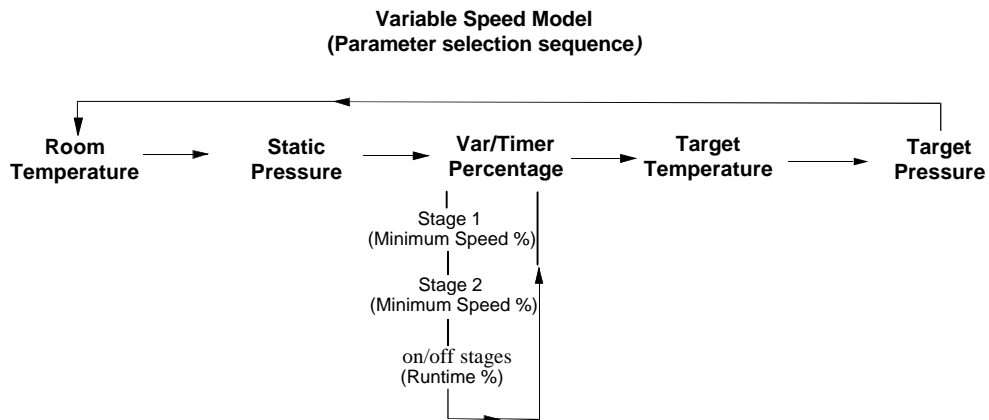 Variable Speed Model
(Parameter selection sequence)
Room
Temperature
Static
Pressure
Var/Timer
Percentage
Target
Temperature
Target
Pressure
Stage 1
(Minimum Speed %)
Stage 2
(Minimum Speed %)
on/off stages
(Runtime %)